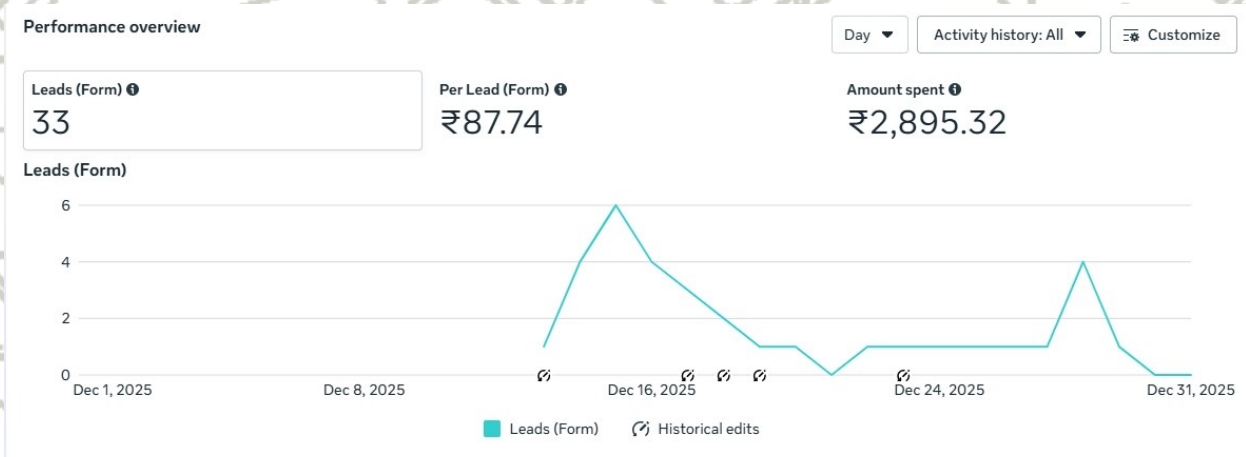 Performance overview
Day
Activity history: All
Customize
Leads (Form)
33
Per Lead (Form)
₹87.74
Amount spent
₹2,895.32
Leads (Form)
6
4
2
0
Dec 1, 2025
Dec 8, 2025
Dec 16, 2025
Dec 24, 2025
Dec 31, 2025
Leads (Form)
Historical edits